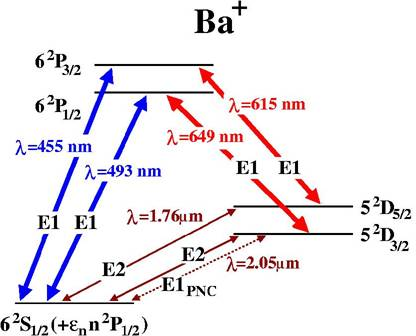 Ba⁺
6²P₃/₂
6²P₁/₂
λ=615 nm
λ=649 nm
λ=455 nm
λ=493 nm
E1 E1
E1 E1
λ=1.76μm
5²D₅/₂
5²D₃/₂
E2
E2
E1PNC
λ=2.05μm
6²S₁/₂(+εₙn²P₁/₂)